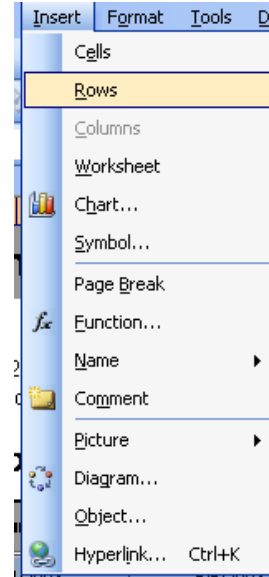 Insert Format Tools D
Cells
Rows
Columns
Worksheet
Chart...
Symbol...
Page Break
fx Function...
Name
Comment
Picture
Diagram...
Object...
Hyperlink... Ctrl+K